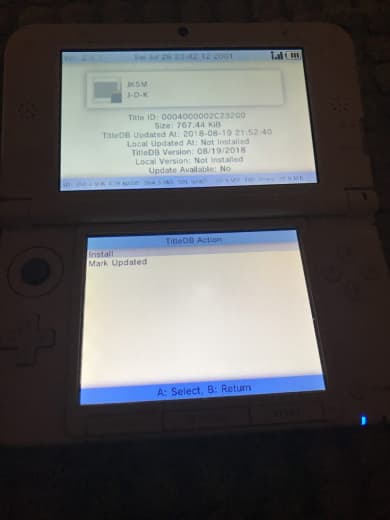 JKSM
J-D-K
Title ID: 0004000002C23200
Size: 767.44 KiB
TitleDB Updated At: 2018-08-19 21:52:40
Local Updated At: Not Installed
TitleDB Version: 08/19/2018
Local Version: Not Installed
Update Available: No
TitleDB Action
Install
Mark Updated
A: Select, B: Return